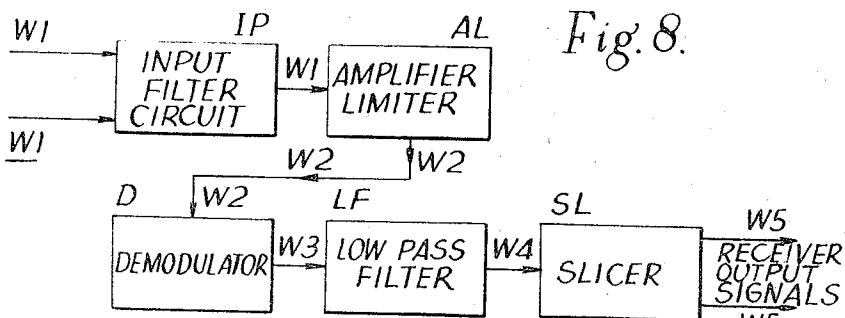 Fig. 8.
W1
IP
AL
INPUT
FILTER
CIRCUIT
W1
AMPLIFIER
LIMITER
W1
W2
W2
D
W2
LF
SL
DEMODULATOR
W3
LOW PASS
FILTER
W4
SLICER
W5
RECEIVER
OUTPUT
SIGNALS